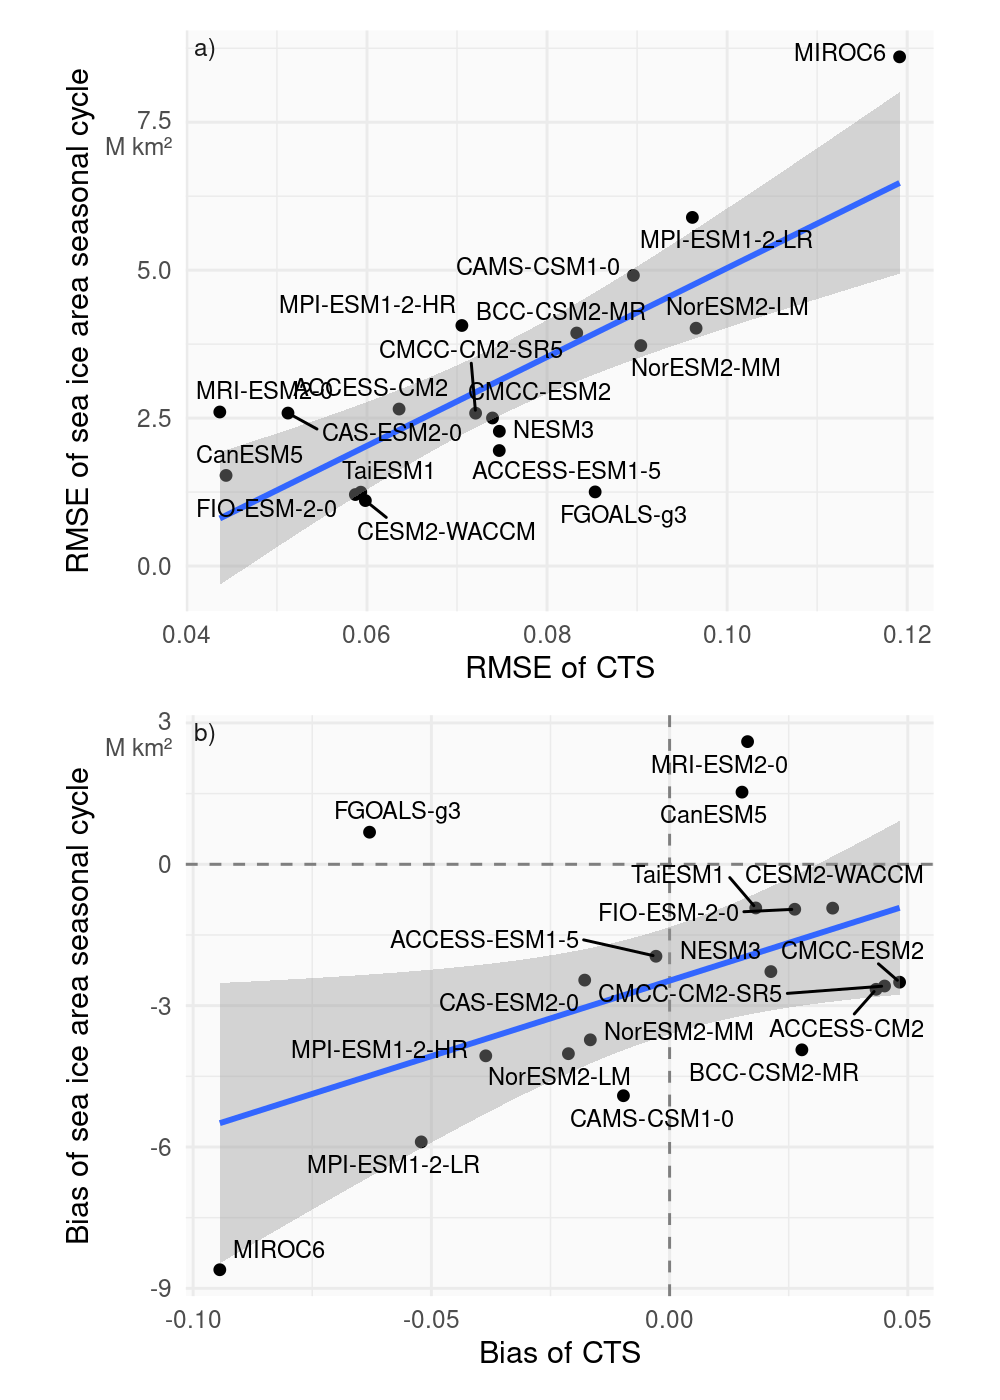 a)
MIROC6
7.5
M km²
MPI-ESM1-2-LR
CAMS-CSM1-0
5.0
MPI-ESM1-2-HR
BCC-CSM2-MR
NorESM2-LM
CMCC-CM2-SR5
NorESM2-MM
MRI-ESM2-0
ACCESS-CM2
CMCC-ESM2
2.5
CAS-ESM2-0
NESM3
CanESM5
TaiESM1
ACCESS-ESM1-5
FIO-ESM-2-0
FGOALS-g3
CESM2-WACCM
0.0
RMSE of sea ice area seasonal cycle
0.04 0.06 0.08 0.10 0.12
RMSE of CTS
3
M km²
b)
MRI-ESM2-0
FGOALS-g3
CanESM5
0
TaiESM1
CESM2-WACCM
FIO-ESM-2-0
ACCESS-ESM1-5
NESM3
CMCC-ESM2
CMCC-CM2-SR5
CAS-ESM2-0
-3
ACCESS-CM2
NorESM2-MM
MPI-ESM1-2-HR
BCC-CSM2-MR
NorESM2-LM
CAMS-CSM1-0
-6
MPI-ESM1-2-LR
MIROC6
-9
Bias of sea ice area seasonal cycle
-0.10 -0.05 0.00 0.05
Bias of CTS